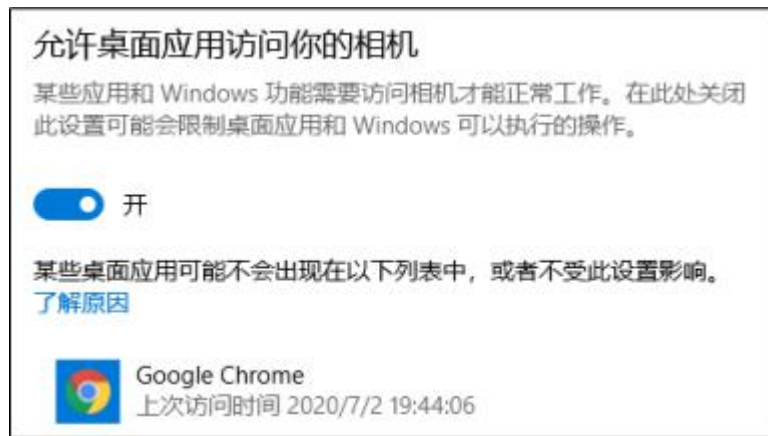 允许桌面应用访问你的相机
某些应用和 Windows 功能需要访问相机才能正常工作。在此处关闭
此设置可能会限制桌面应用和 Windows 可以执行的操作。
开
某些桌面应用可能不会出现在以下列表中，或者不受此设置影响。
了解原因
Google Chrome
上次访问时间 2020/7/2 19:44:06